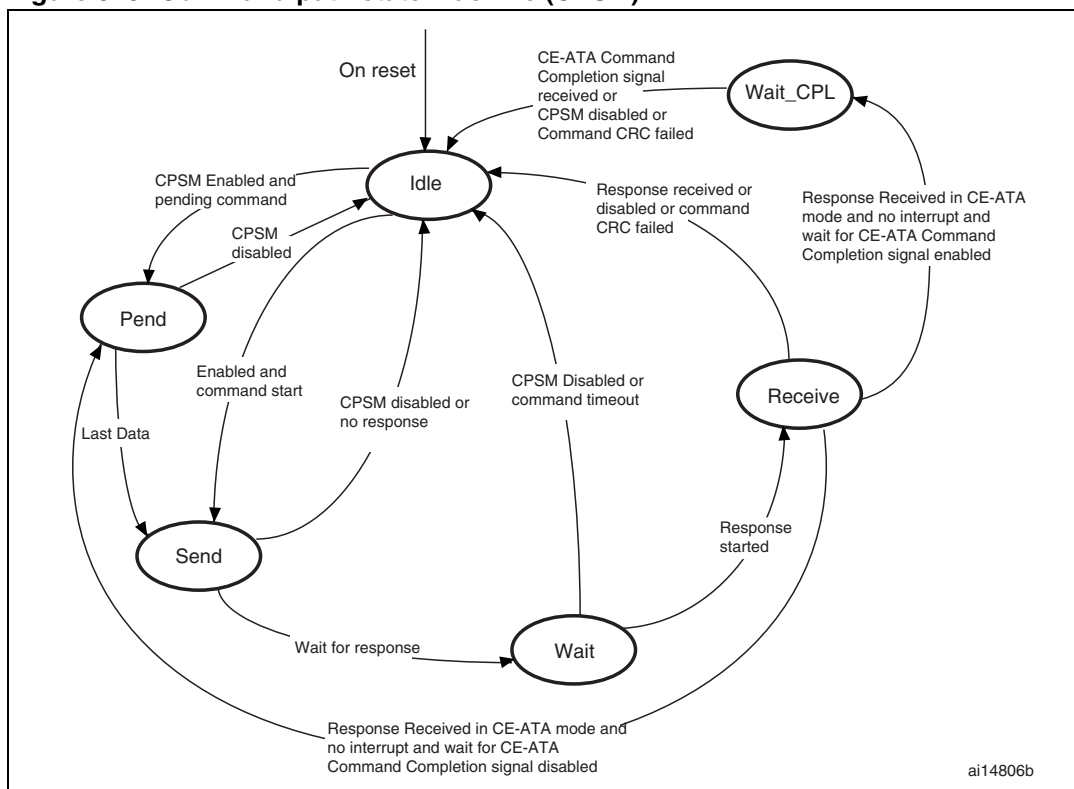 On reset
CE-ATA Command
Completion signal
received or
CPSM disabled or
Command CRC failed
Wait_CPL
Idle
CPSM Enabled and
pending command
CPSM
disabled
Response received or
disabled or command
CRC failed
Response Received in CE-ATA
mode and no interrupt and
wait for CE-ATA Command
Completion signal enabled
Pend
Enabled and
command start
CPSM disabled or
no response
CPSM Disabled or
command timeout
Receive
Last Data
Send
Response
started
Wait for response
Wait
Response Received in CE-ATA mode and
no interrupt and wait for CE-ATA
Command Completion signal disabled
ai14806b